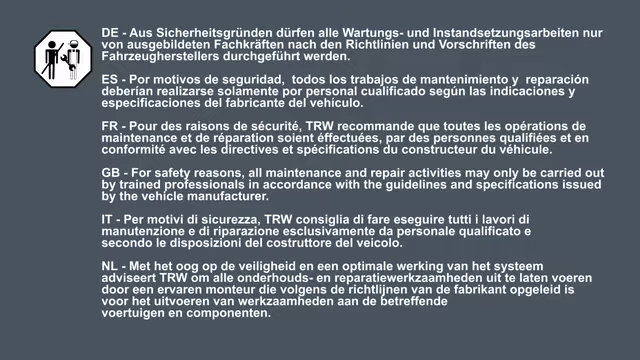 DE - Aus Sicherheitsgründen dürfen alle Wartungs- und Instandsetzungsarbeiten nur
von ausgebildeten Fachkräften nach den Richtlinien und Vorschriften des
Fahrzeugherstellers durchgeführt werden.
ES - Por motivos de seguridad, todos los trabajos de mantenimiento y reparación
deberían realizarse solamente por personal cualificado según las indicaciones y
especificaciones del fabricante del vehículo.
FR - Pour des raisons de sécurité, TRW recommande que toutes les opérations de
maintenance et de réparation soient éffectuées, par des personnes qualifiées et en
conformité avec les directives et spécifications du constructeur du véhicule.
GB - For safety reasons, all maintenance and repair activities may only be carried out
by trained professionals in accordance with the guidelines and specifications issued
by the vehicle manufacturer.
IT - Per motivi di sicurezza, TRW consiglia di fare eseguire tutti i lavori di
manutenzione e di riparazione esclusivamente da personale qualificato e
secondo le disposizioni del costruttore del veicolo.
NL - Met het oog op de veiligheid en een optimale werking van het systeem
adviseert TRW om alle onderhouds- en reparatiewerkzaamheden uit te laten voeren
door een ervaren monteur die volgens de richtlijnen van de fabrikant opgeleid is
voor het uitvoeren van werkzaamheden aan de betreffende
voertuigen en componenten.